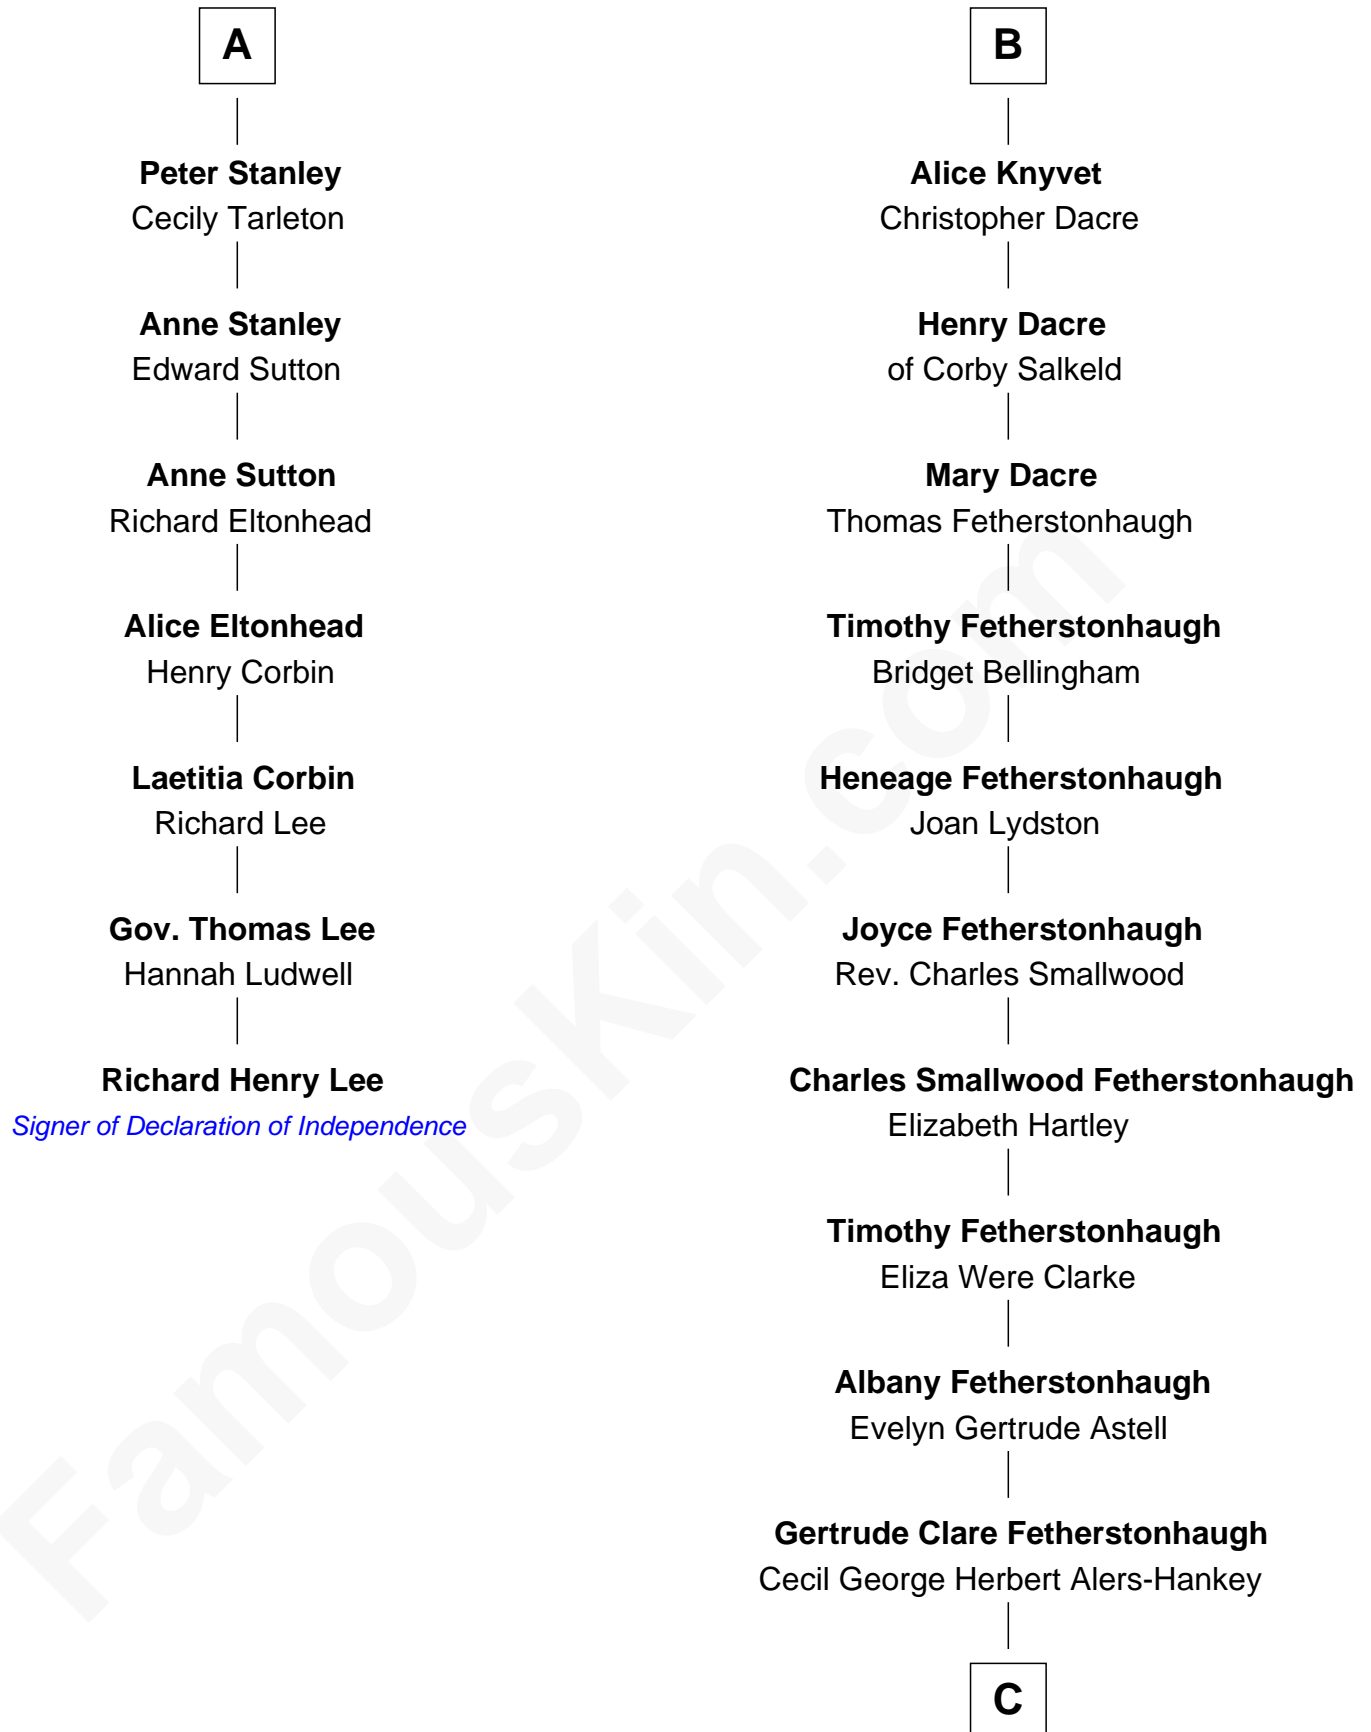 A
Peter Stanley
Cecily Tarleton
Anne Stanley
Edward Sutton
Anne Sutton
Richard Eltonhead
Alice Eltonhead
Henry Corbin
Laetitia Corbin
Richard Lee
Gov. Thomas Lee
Hannah Ludwell
Richard Henry Lee
Signer of Declaration of Independence
B
Alice Knyvet
Christopher Dacre
Henry Dacre
of Corby Salkeld
Mary Dacre
Thomas Fetherstonhaugh
Timothy Fetherstonhaugh
Bridget Bellingham
Heneage Fetherstonhaugh
Joan Lydston
Joyce Fetherstonhaugh
Rev. Charles Smallwood
Charles Smallwood Fetherstonhaugh
Elizabeth Hartley
Timothy Fetherstonhaugh
Eliza Were Clarke
Albany Fetherstonhaugh
Evelyn Gertrude Astell
Gertrude Clare Fetherstonhaugh
Cecil George Herbert Alers-Hankey
C
FamousKin.com